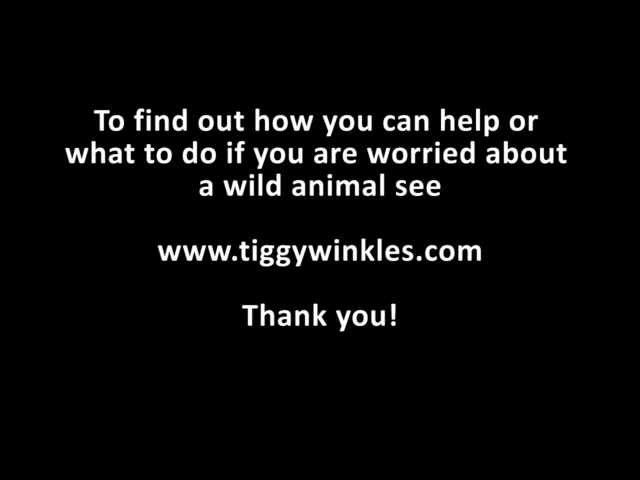 To find out how you can help or
what to do if you are worried about
a wild animal see
www.tiggywinkles.com
Thank you!